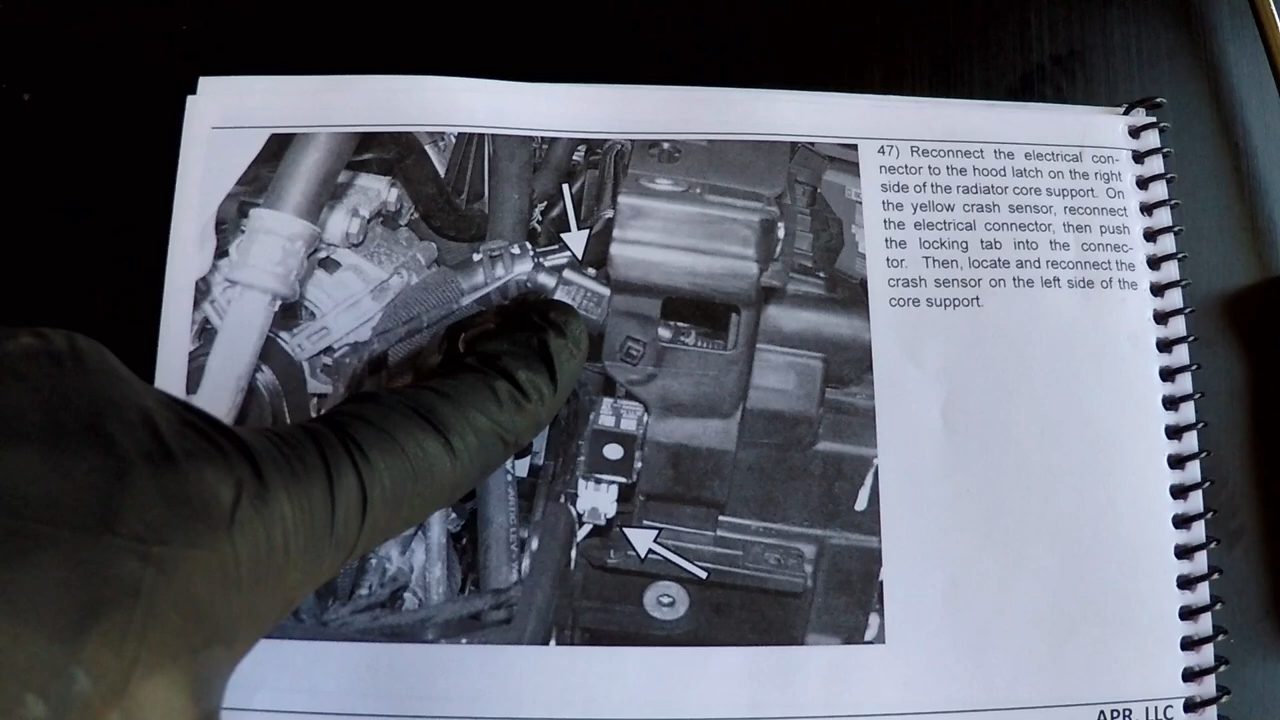 47) Reconnect the electrical con-
nector to the hood latch on the right
side of the radiator core support. On
the yellow crash sensor, reconnect
the electrical connector, then push
the locking tab into the connec-
tor. Then, locate and reconnect the
crash sensor on the left side of the
core support.
APR, LLC